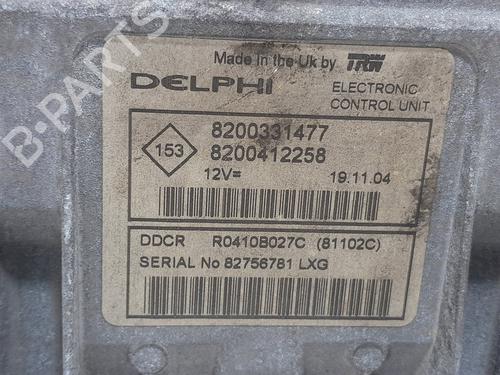 Made in the Uk by TRW
DELPHI
ELECTRONIC
CONTROL UNIT
153
8200331477
8200412258
12V=
19.11.04
DDCR R0410B027C (81102C)
SERIAL No 82756781 LXG
B-PARTS